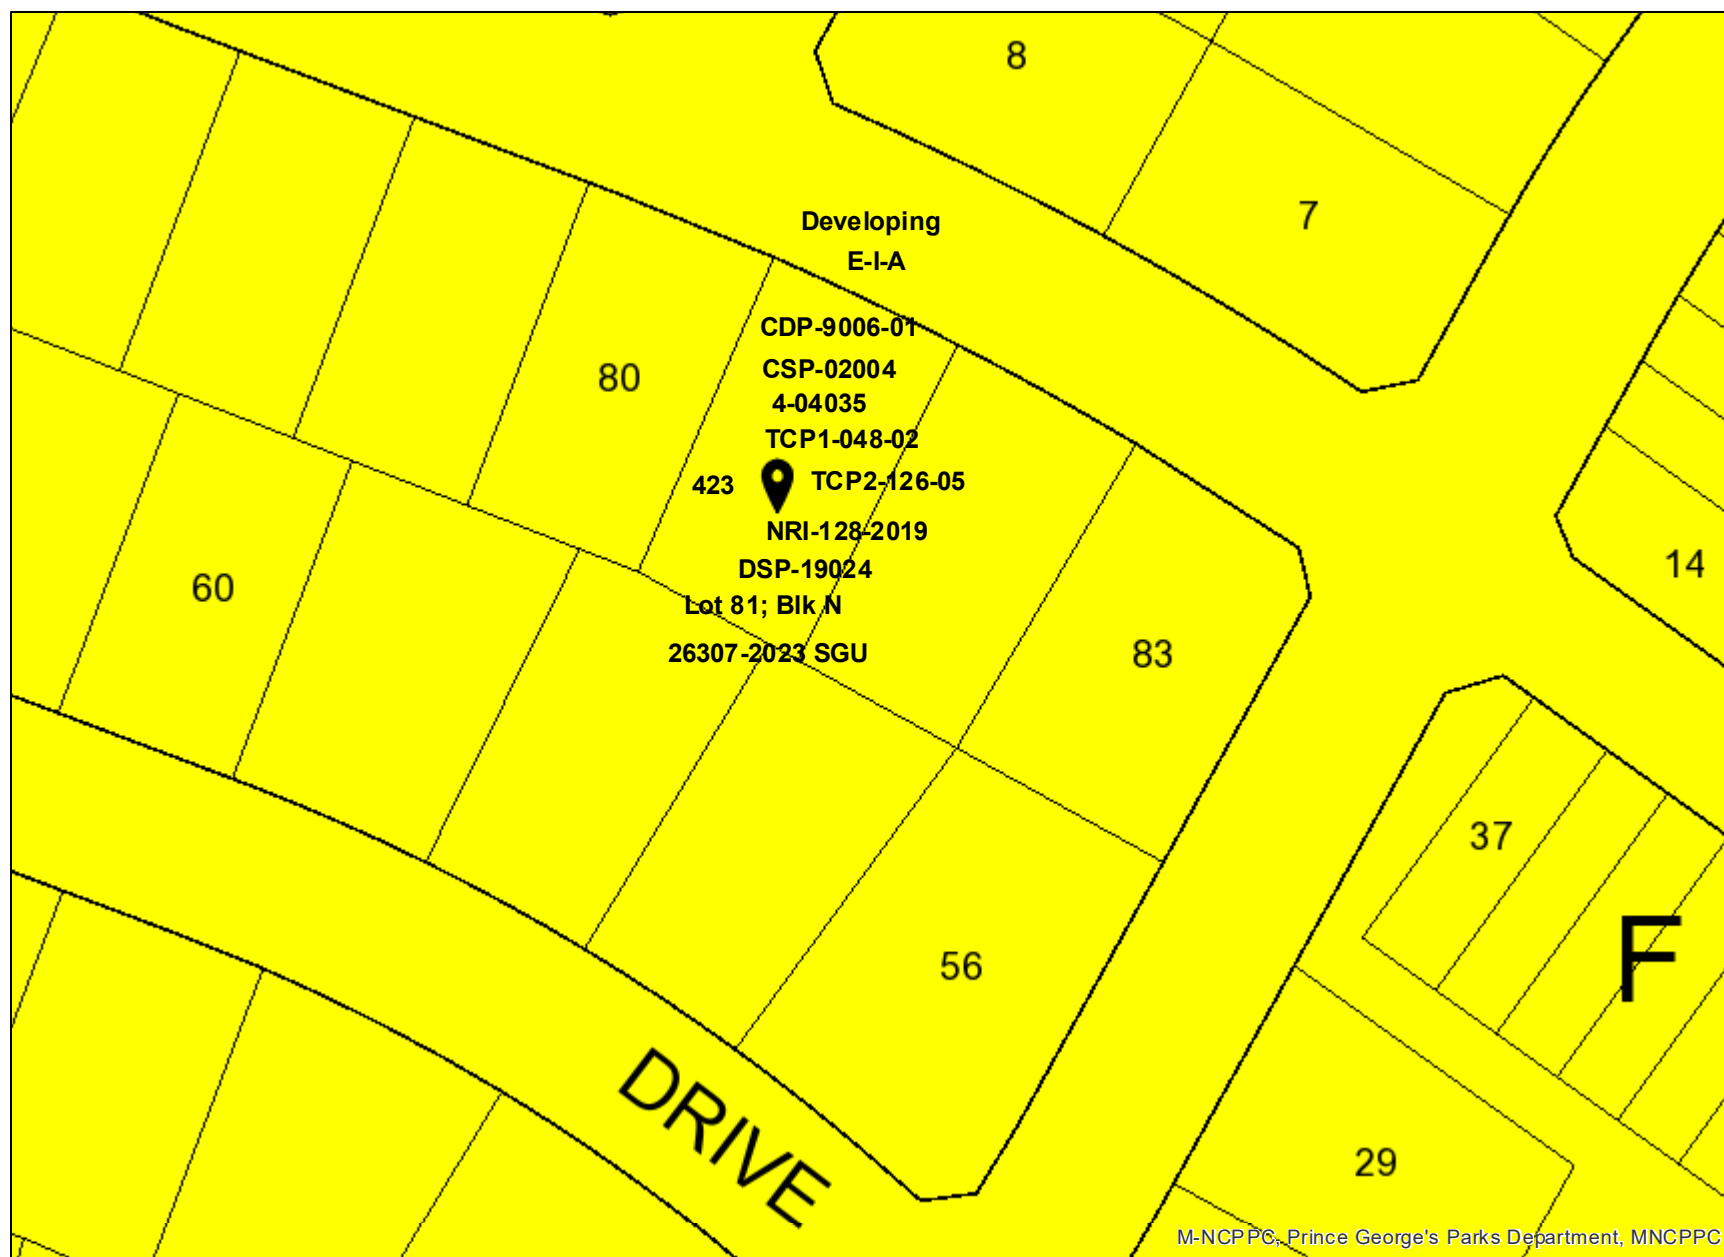 8
7
Developing
E-I-A
CDP-9006-01
CSP-02004
80
4-04035
TCP1-048-02
423 TCP2-126-05
NRI-128-2019
DSP-19024
14
60
Lot 81; Blk N
26307-2023 SGU
83
37
F
56
DRIVE
29
M-NCPPC, Prince George's Parks Department, MNCPPC